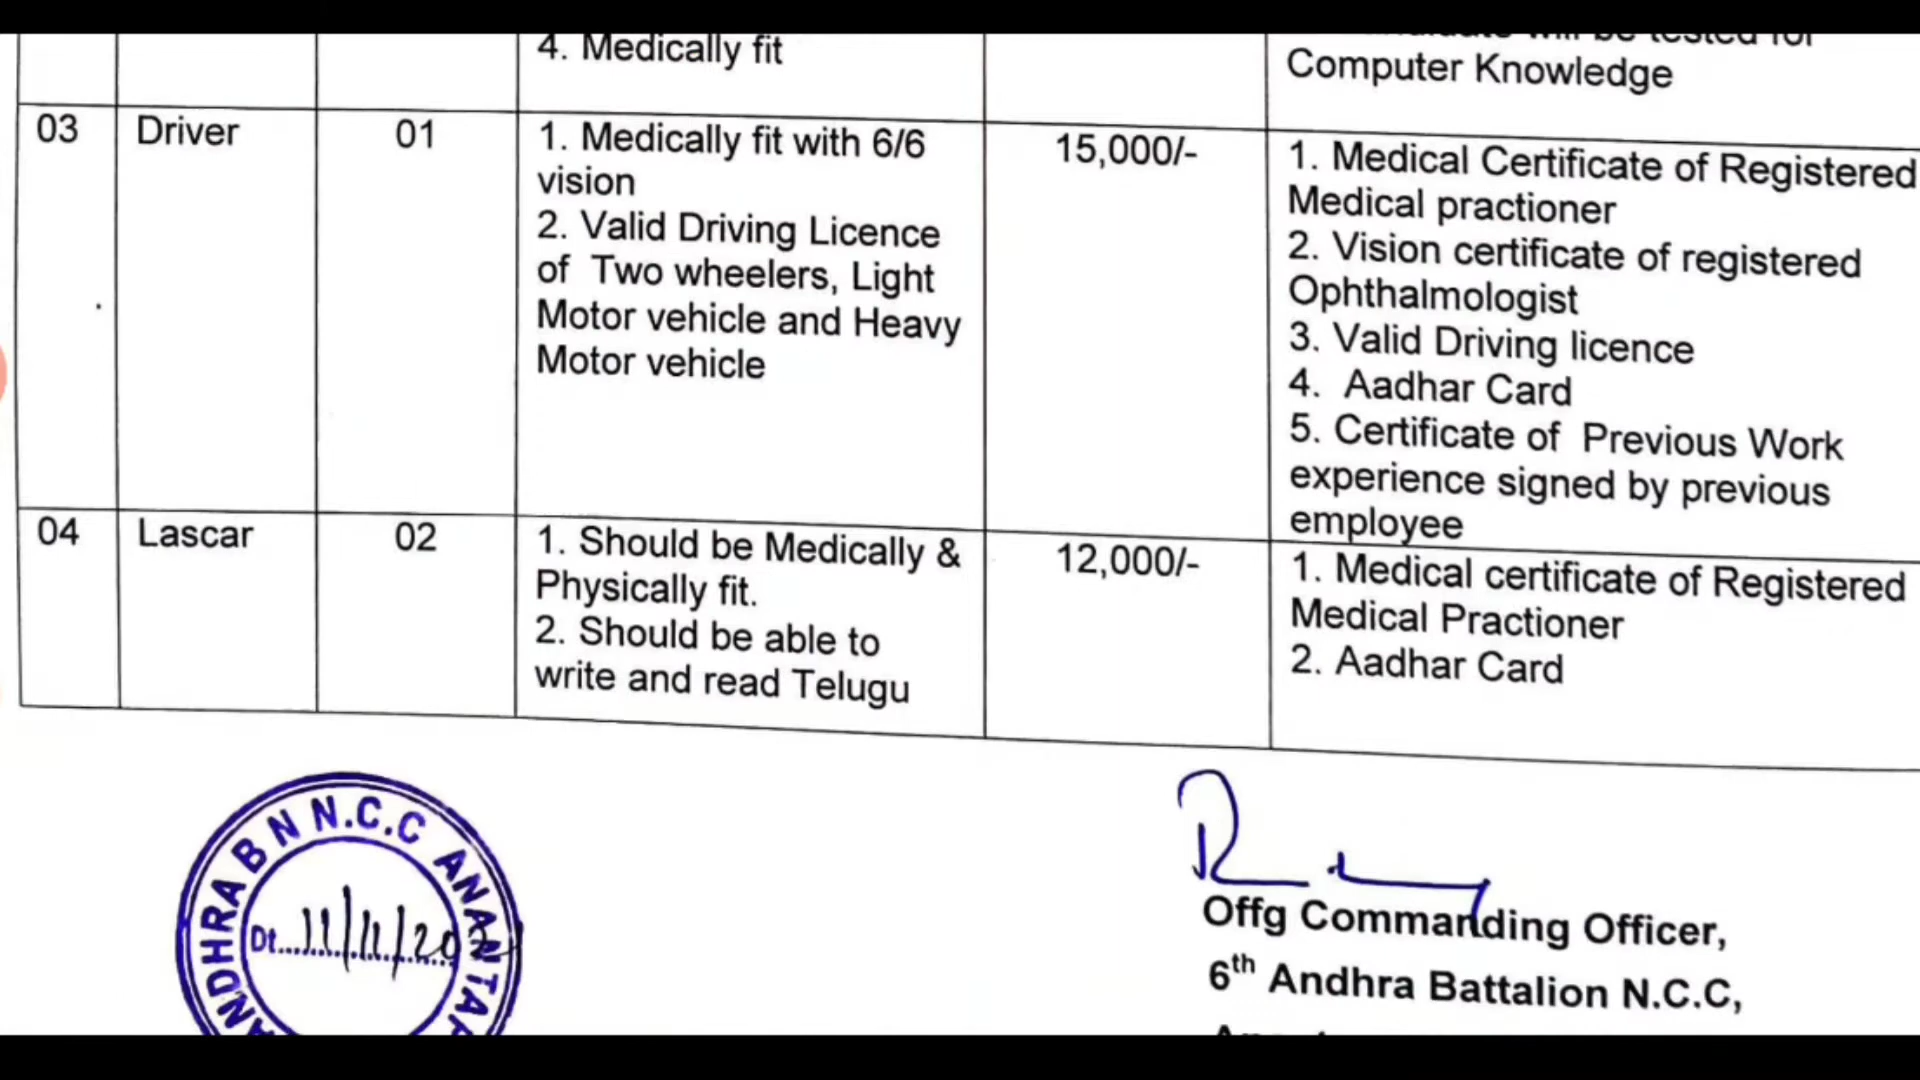 4. Medically fit
Computer Knowledge
03 Driver 01
1. Medically fit with 6/6
vision
2. Valid Driving Licence
of Two wheelers, Light
Motor vehicle and Heavy
Motor vehicle
15,000/-
1. Medical Certificate of Registered
Medical practioner
2. Vision certificate of registered
Ophthalmologist
3. Valid Driving licence
4. Aadhar Card
5. Certificate of Previous Work
experience signed by previous
employee
04 Lascar 02
1. Should be Medically &
Physically fit.
2. Should be able to
write and read Telugu
12,000/-
1. Medical certificate of Registered
Medical Practioner
2. Aadhar Card
ANDHRA BN N.C.C
Dt... 11/11/
Offg Commanding Officer,
6th Andhra Battalion N.C.C,